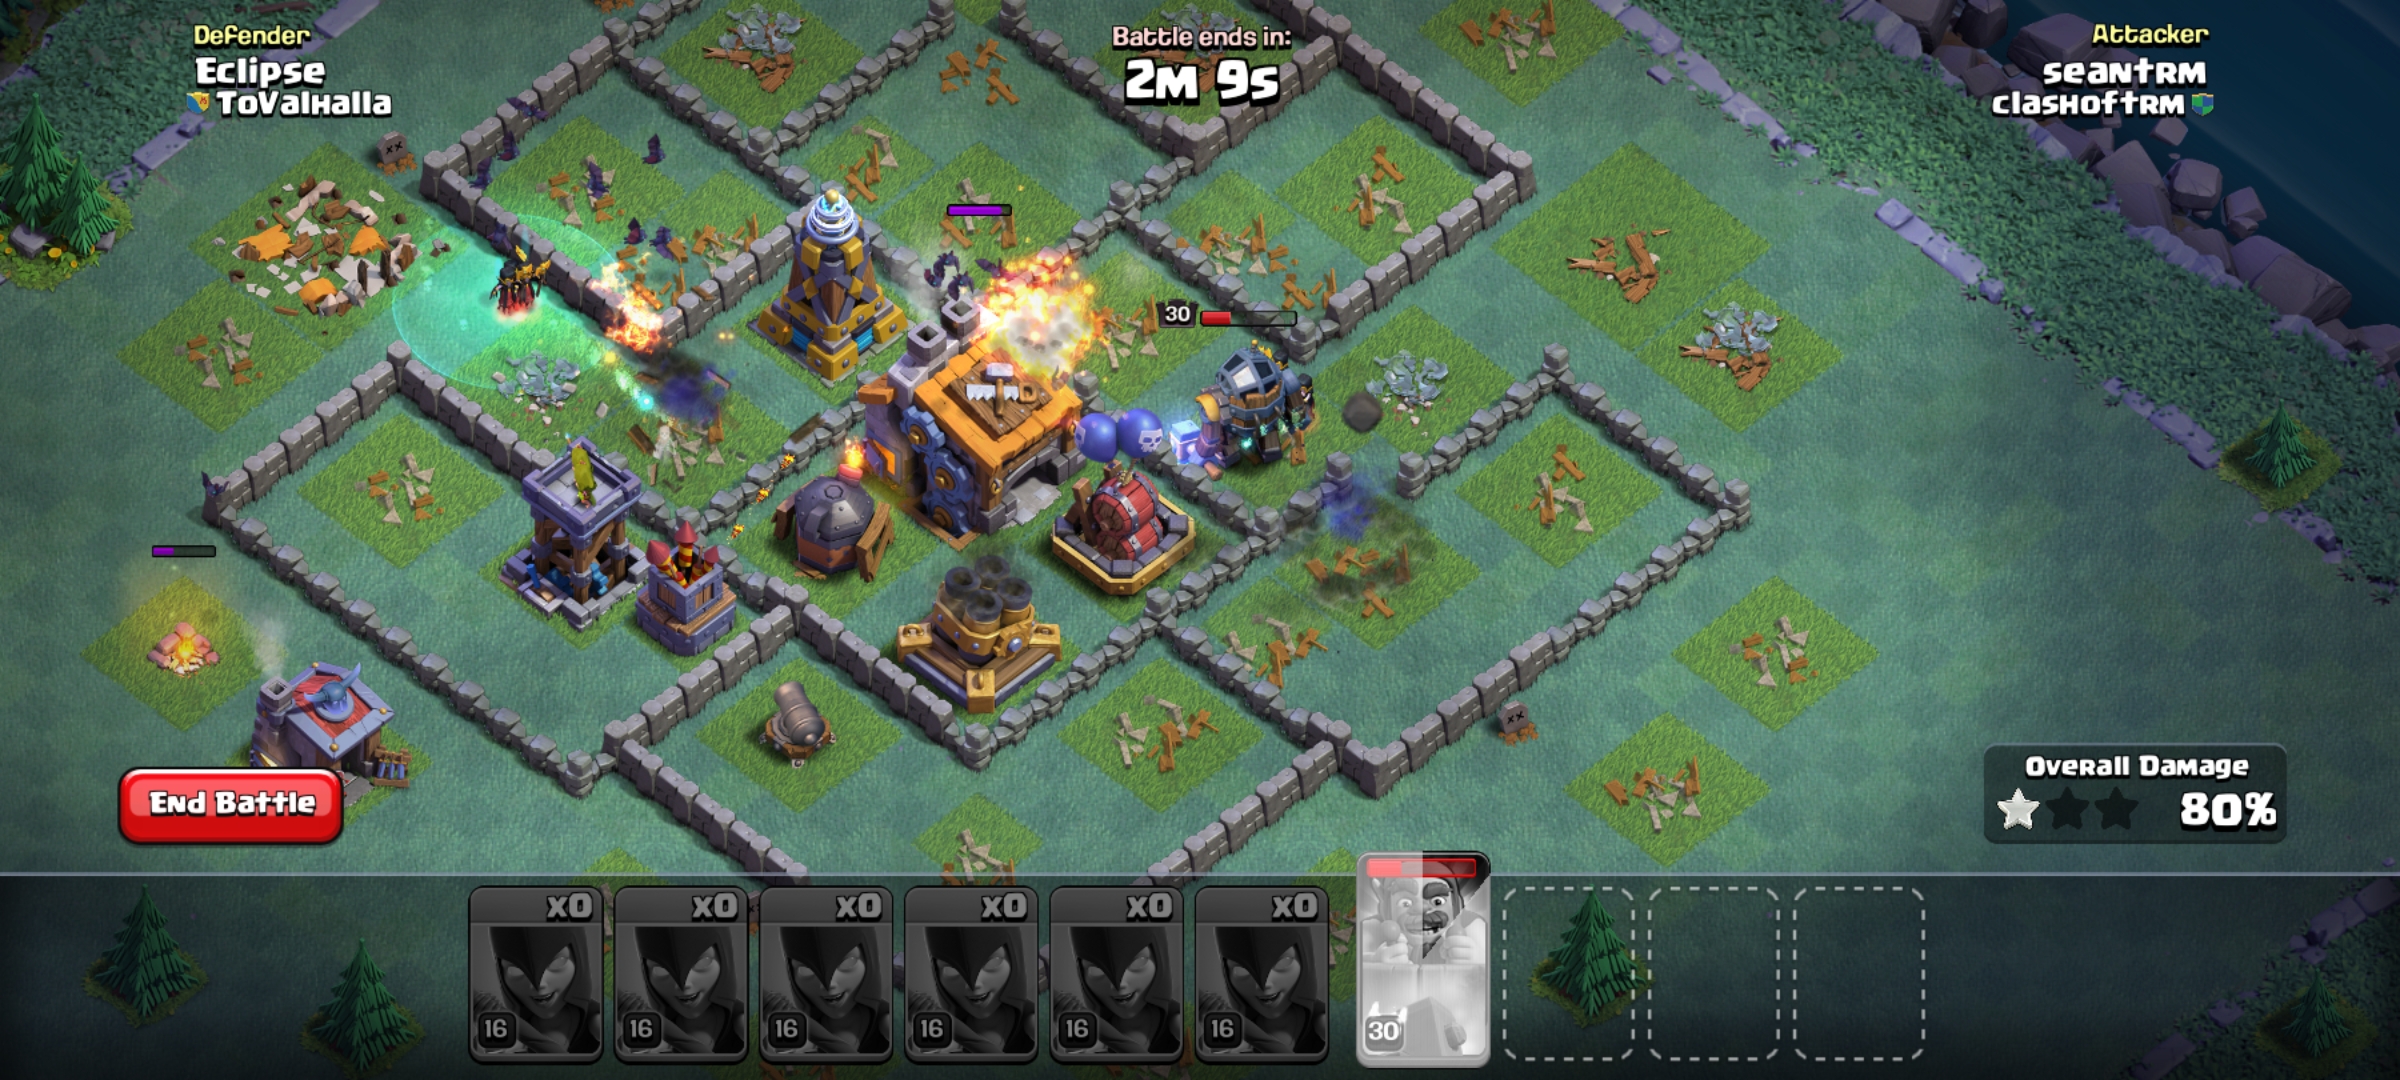 Defender
Eclipse
ToValHalla
Battle ends in:
2M 9s
Attacker
seantRM
clashoftRM
30
End Battle
Overall Damage
80%
x0
x0
x0
x0
x0
x0
16
16
16
16
16
16
30